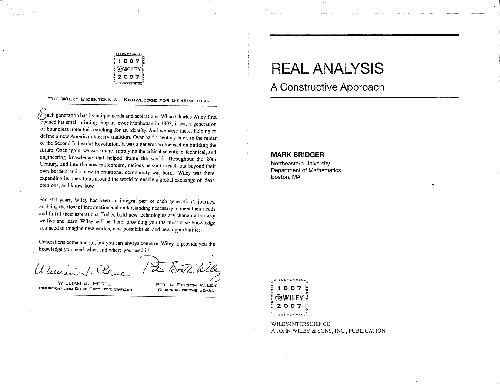 1807
WILEY
2007
THE WILEY BICENTENNIAL–KNOWLEDGE FOR GENERATIONS
Each generation has its unique needs and aspirations. When Charles Wiley first
opened his small printing shop in lower Manhattan in 1807, it was a generation
of boundless potential searching for an identity. And we were there, helping to
define a new American literary tradition. Over half a century later, in the midst
of the Second Industrial Revolution, it was a generation focused on building the
future. Once again, we were there, supplying the critical scientific, technical, and
engineering knowledge that helped frame the world. Throughout the 20th
Century, and into the new millennium, nations began to reach out beyond their
own borders and a new international community was born. Wiley was there,
expanding its operations around the world to enable a global exchange of ideas,
opinions, and know-how.
For 200 years, Wiley has been an integral part of each generation's journey,
enabling the flow of information and understanding necessary to meet their needs
and fulfill their aspirations. Today, bold new technologies are changing the way
we live and learn. Wiley will be there, providing you the must-have knowledge
you need to imagine new worlds, new possibilities, and new opportunities.
Generations come and go, but you can always count on Wiley to provide you the
knowledge you need, when and where you need it!
William J. Pesce
Peter Booth Wiley
WILLIAM J. PESCE
PRESIDENT AND CHIEF EXECUTIVE OFFICER
PETER BOOTH WILEY
CHAIRMAN OF THE BOARD
REAL ANALYSIS
A Constructive Approach
MARK BRIDGER
Northeastern University
Department of Mathematics
Boston, MA
1807
WILEY
2007
WILEY-INTERSCIENCE
A JOHN WILEY & SONS, INC., PUBLICATION